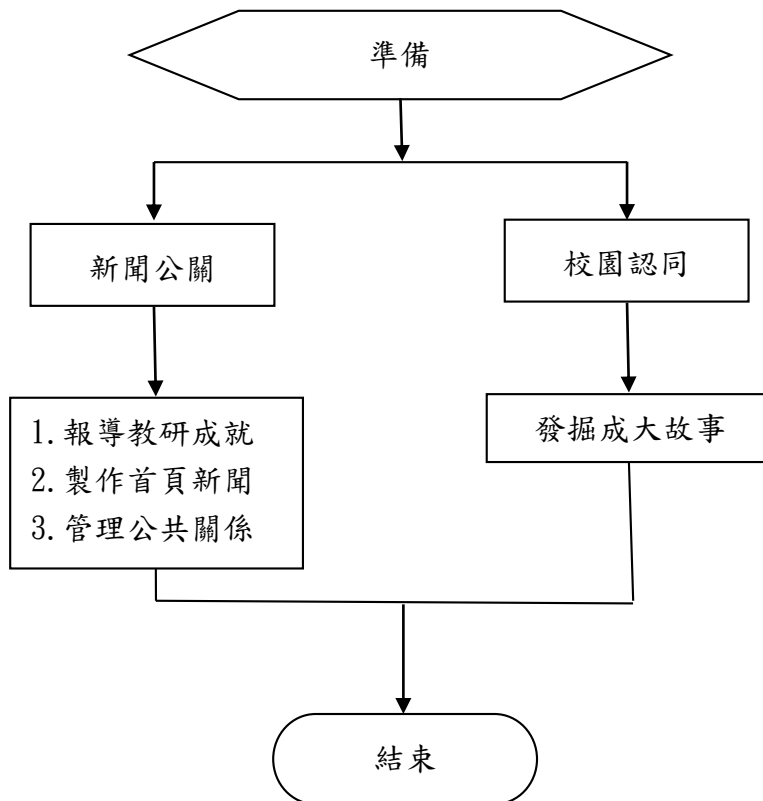 準備
新聞公關
校園認同
1.報導教研成就
2.製作首頁新聞
3.管理公共關係
發掘成大故事
結束